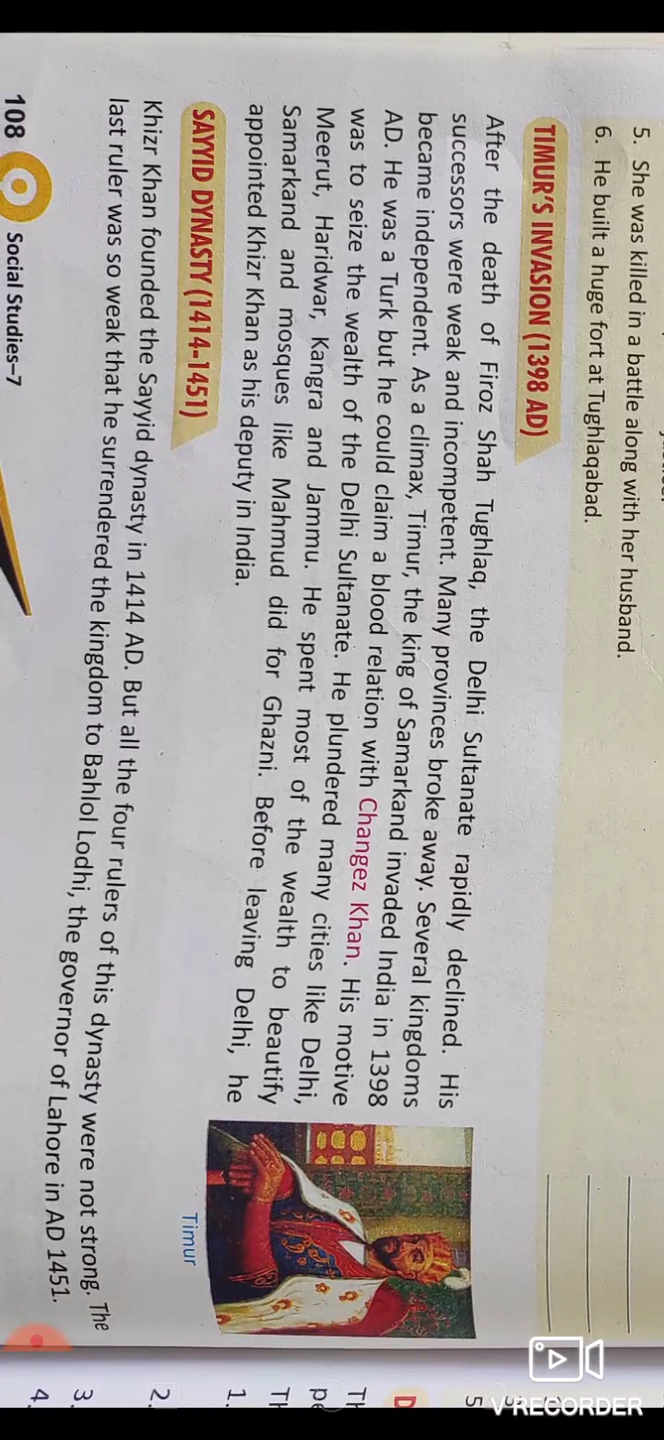 5. She was killed in a battle along with her husband.
6. He built a huge fort at Tughlaqabad.
TIMUR'S INVASION (1398 AD)
After the death of Firoz Shah Tughlaq, the Delhi Sultanate rapidly declined. His
successors were weak and incompetent. Many provinces broke away. Several kingdoms
became independent. As a climax, Timur, the king of Samarkand invaded India in 1398
AD. He was a Turk but he could claim a blood relation with Changez Khan. His motive
was to seize the wealth of the Delhi Sultanate. He plundered many cities like Delhi,
Meerut, Haridwar, Kangra and Jammu. He spent most of the wealth to beautify
Samarkand and mosques like Mahmud did for Ghazni. Before leaving Delhi, he
appointed Khizr Khan as his deputy in India.
Timur
SAYYID DYNASTY (1414-1451)
Khizr Khan founded the Sayyid dynasty in 1414 AD. But all the four rulers of this dynasty were not strong. The
last ruler was so weak that he surrendered the kingdom to Bahlol Lodhi, the governor of Lahore in AD 1451.
108 Social Studies–7
5
D
1.
2.
3.
4.
V RECORDER